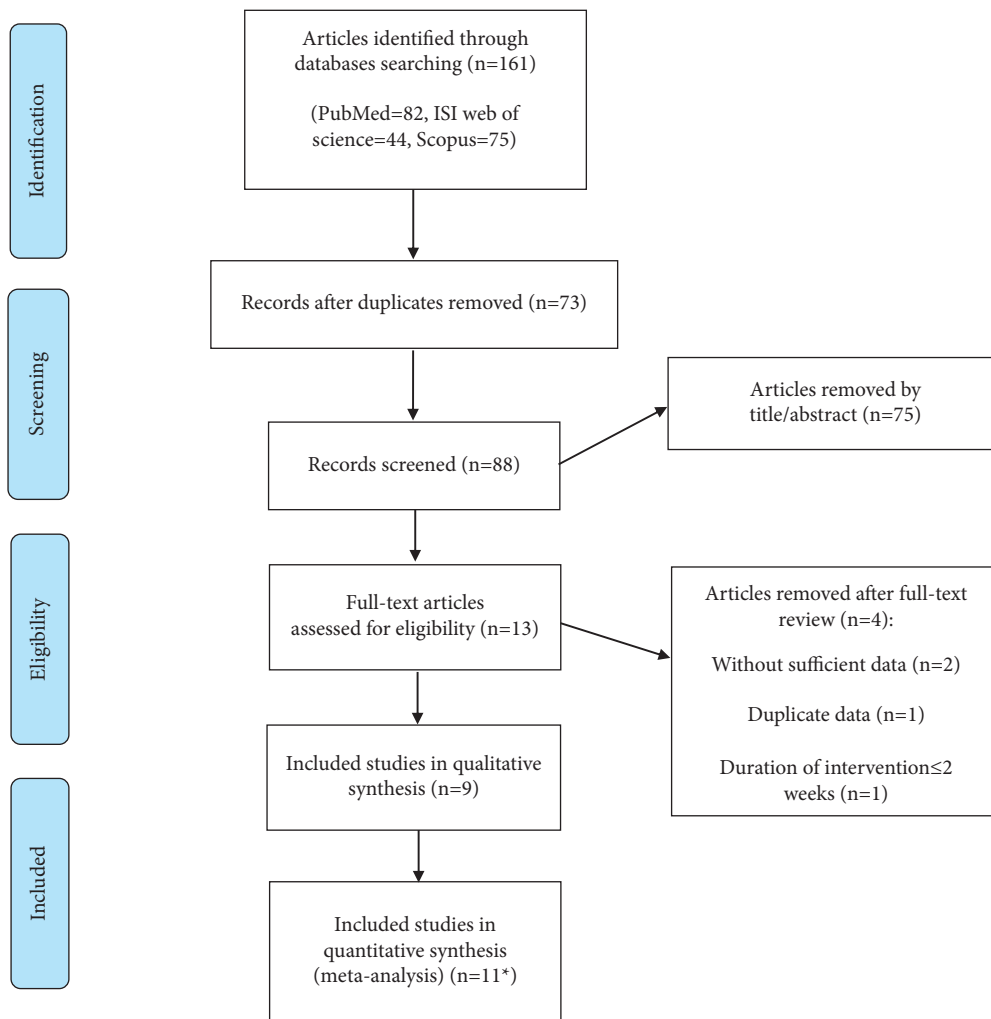 Identification
Articles identified through
databases searching (n=161)
(PubMed=82, ISI web of
science=44, Scopus=75)
Screening
Records after duplicates removed (n=73)
Records screened (n=88)
Articles removed by
title/abstract (n=75)
Eligibility
Full-text articles
assessed for eligibility (n=13)
Articles removed after full-text
review (n=4):
Without sufficient data (n=2)
Duplicate data (n=1)
Duration of intervention≤2
weeks (n=1)
Included studies in qualitative
synthesis (n=9)
Included
Included studies in
quantitative synthesis
(meta-analysis) (n=11*)